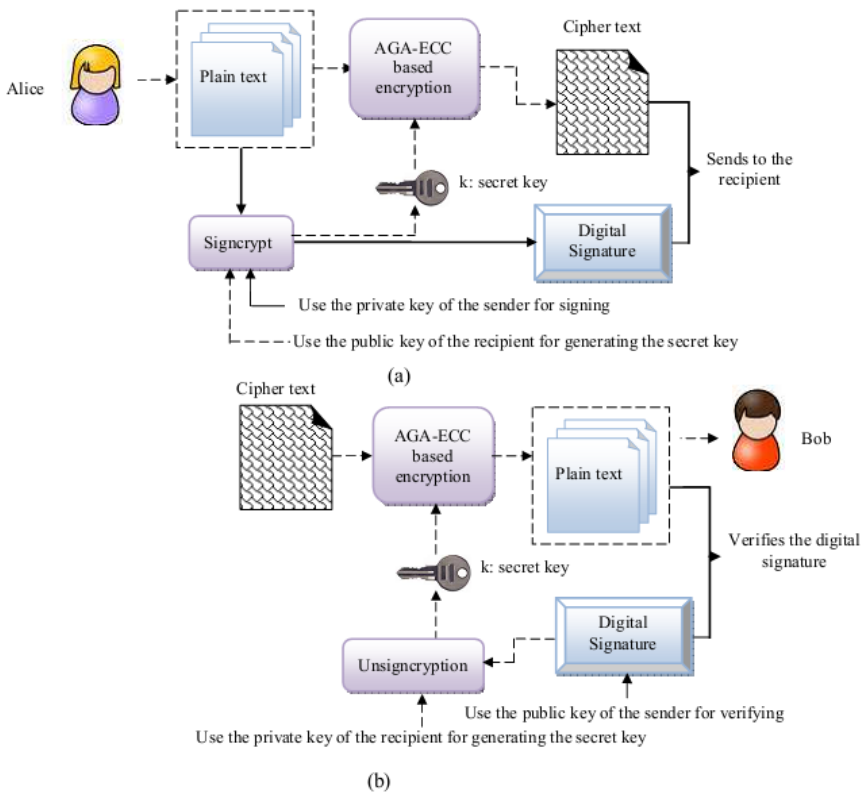 Cipher text
AGA-ECC
based
encryption
Plain text
Alice
Sends to the
recipient
k: secret key
Signcrypt
Digital
Signature
Use the private key of the sender for signing
Use the public key of the recipient for generating the secret key
(a)
Cipher text
AGA-ECC
based
encryption
Plain text
Bob
Verifies the digital
signature
k: secret key
Digital
Signature
Unsigncryption
Use the public key of the sender for verifying
Use the private key of the recipient for generating the secret key
(b)